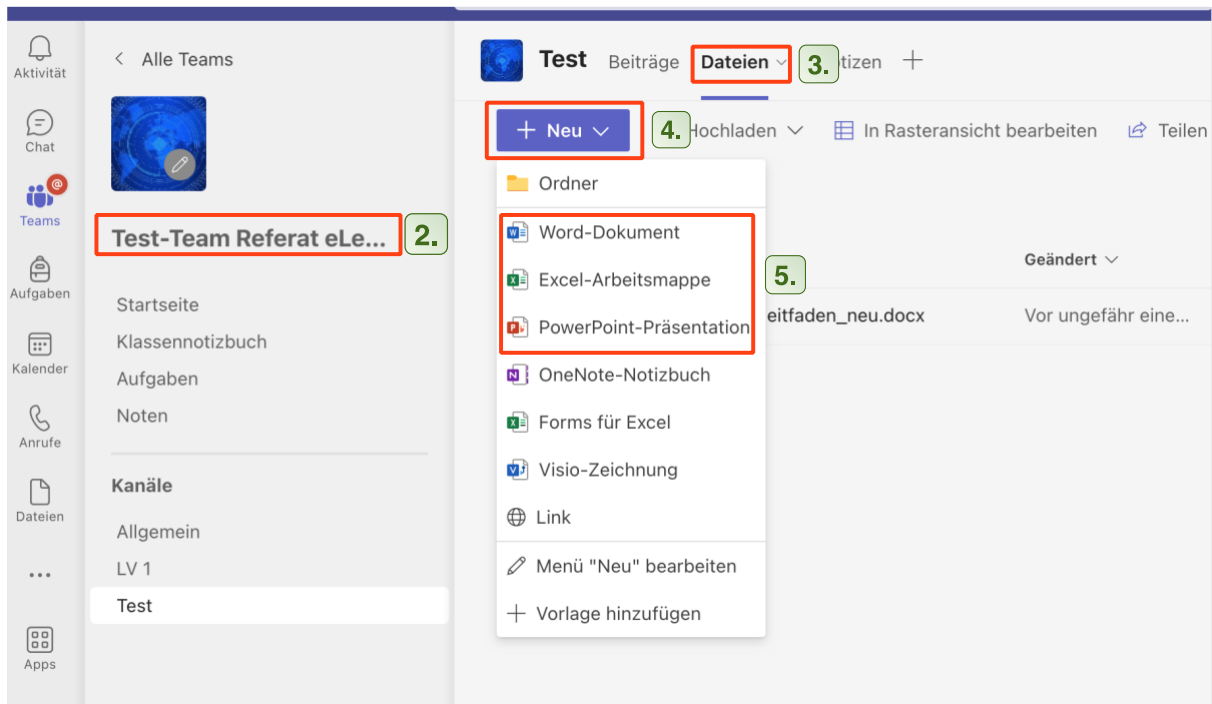 Aktivität
Chat
@
Teams
Aufgaben
Kalender
Anrufe
Dateien
Apps
Alle Teams
Test-Team Referat eLe...
2.
Startseite
Klassennotizbuch
Aufgaben
Noten
Kanäle
Allgemein
LV 1
Test
Test Beiträge Dateien 3. tizen
Neu 4. Hochladen In Rasteransicht bearbeiten Teilen
Ordner
Word-Dokument
Excel-Arbeitsmappe
PowerPoint-Präsentation
5.
OneNote-Notizbuch
Forms für Excel
Visio-Zeichnung
Link
Menü "Neu" bearbeiten
Vorlage hinzufügen
Geändert
eitfaden_neu.docx Vor ungefähr eine...